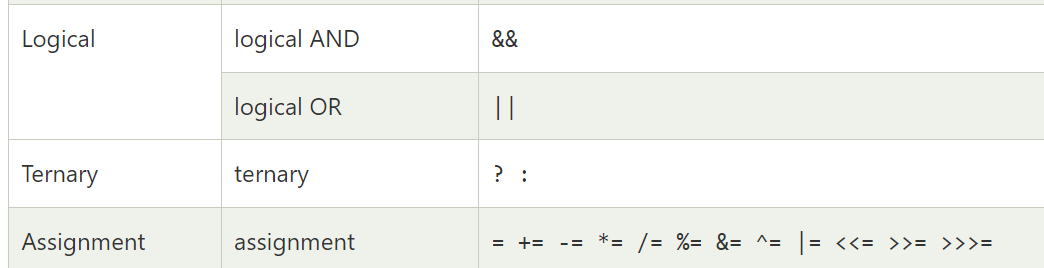 Logical logical AND &&
logical OR ||
Ternary ternary ? :
Assignment assignment = += -= *= /= %= &= ^= |= <<= >>= >>>=